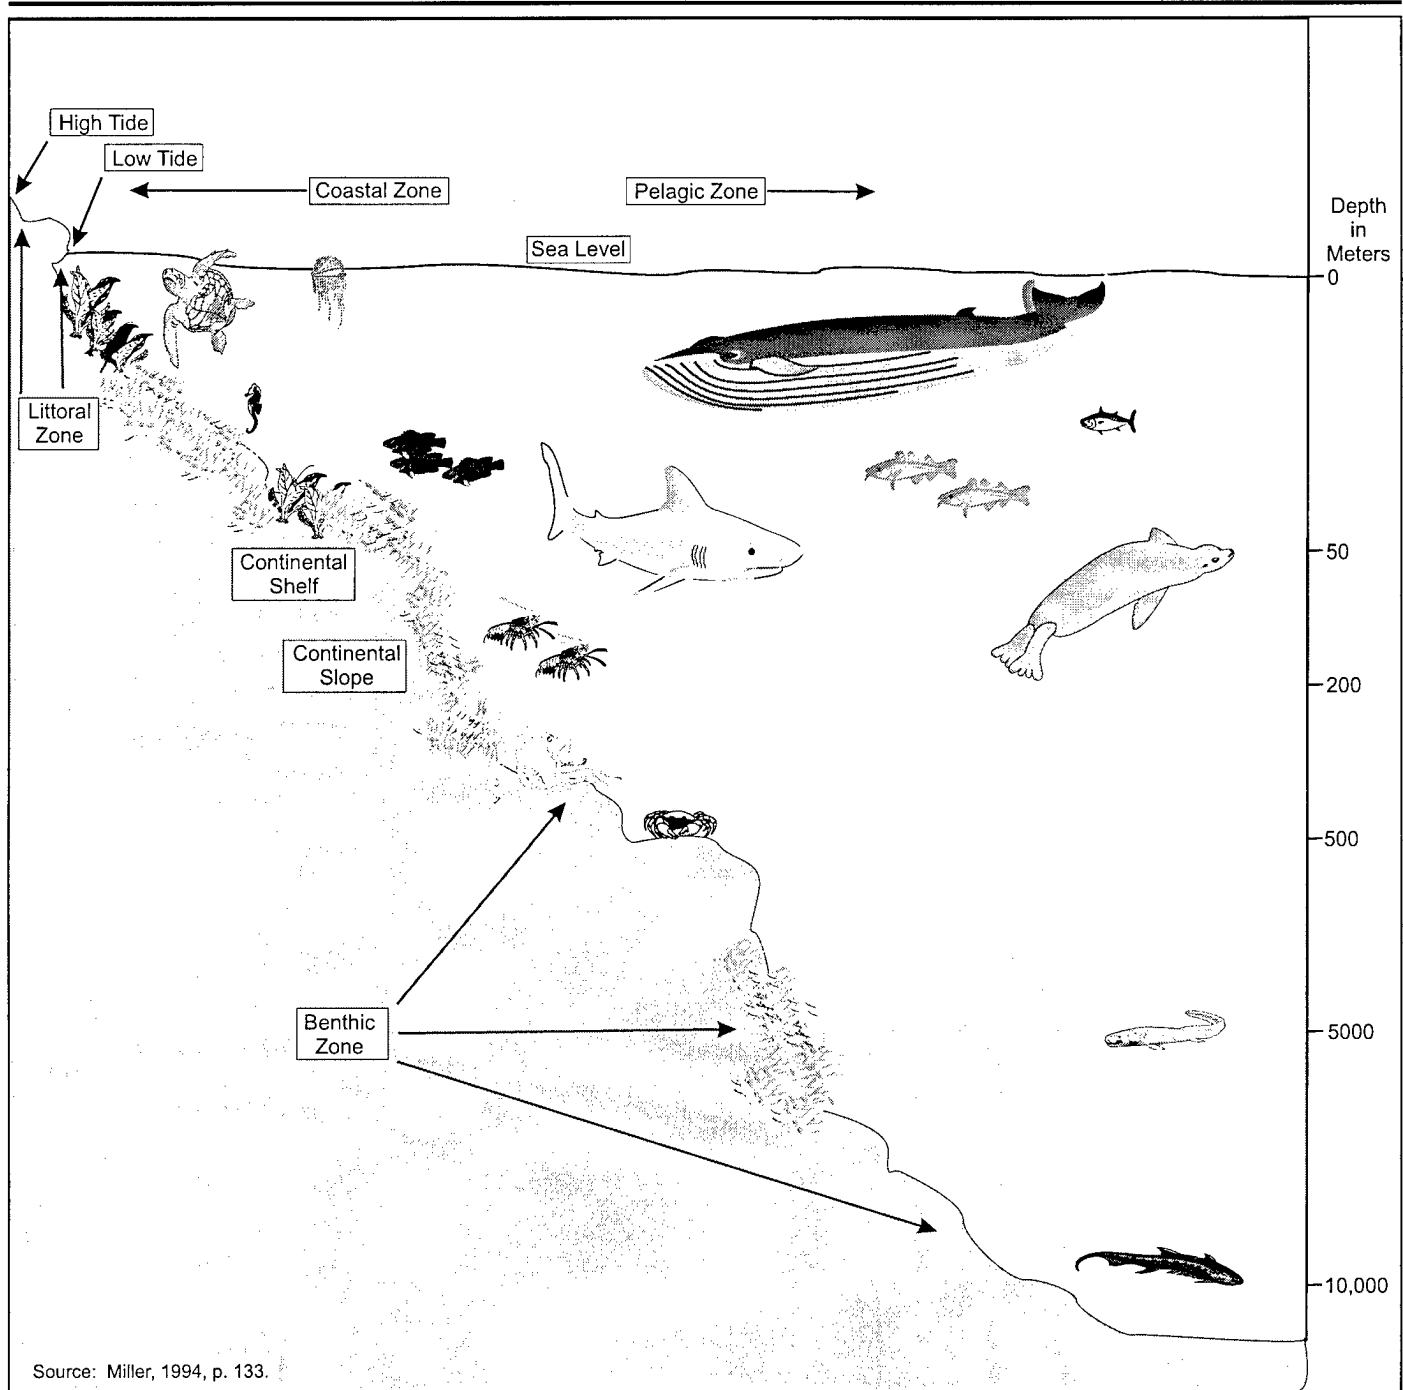 High Tide
Low Tide
Coastal Zone
Pelagic Zone
Sea Level
Depth
in
Meters
0
Littoral
Zone
Continental
Shelf
50
Continental
Slope
200
500
Benthic
Zone
5000
10,000
Source: Miller, 1994, p. 133.